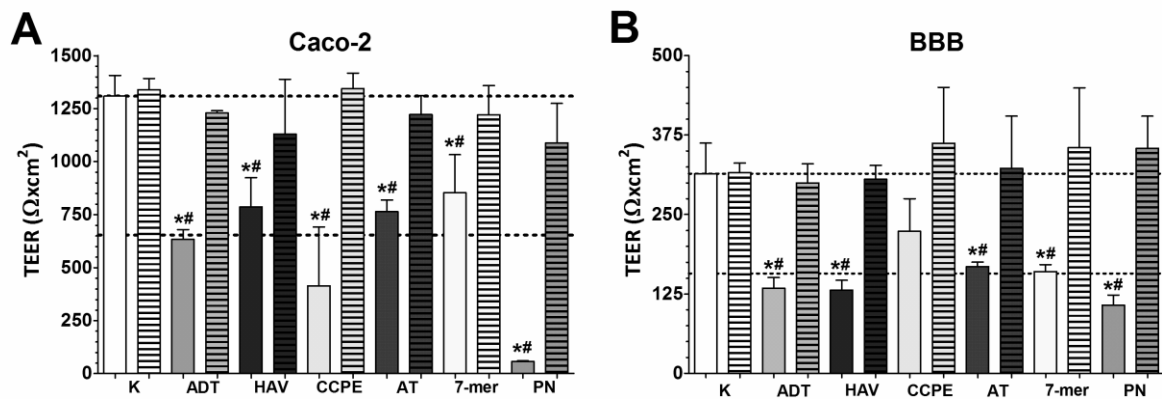 A
Caco-2
TEER (Ωxcm²)
1500
1250
1000
750
500
250
0
*#
*#
*#
*#
*#
*#
K ADT HAV CCPE AT 7-mer PN
B
BBB
TEER (Ωxcm²)
500
375
250
125
0
*#
*#
*#
*#
*#
K ADT HAV CCPE AT 7-mer PN